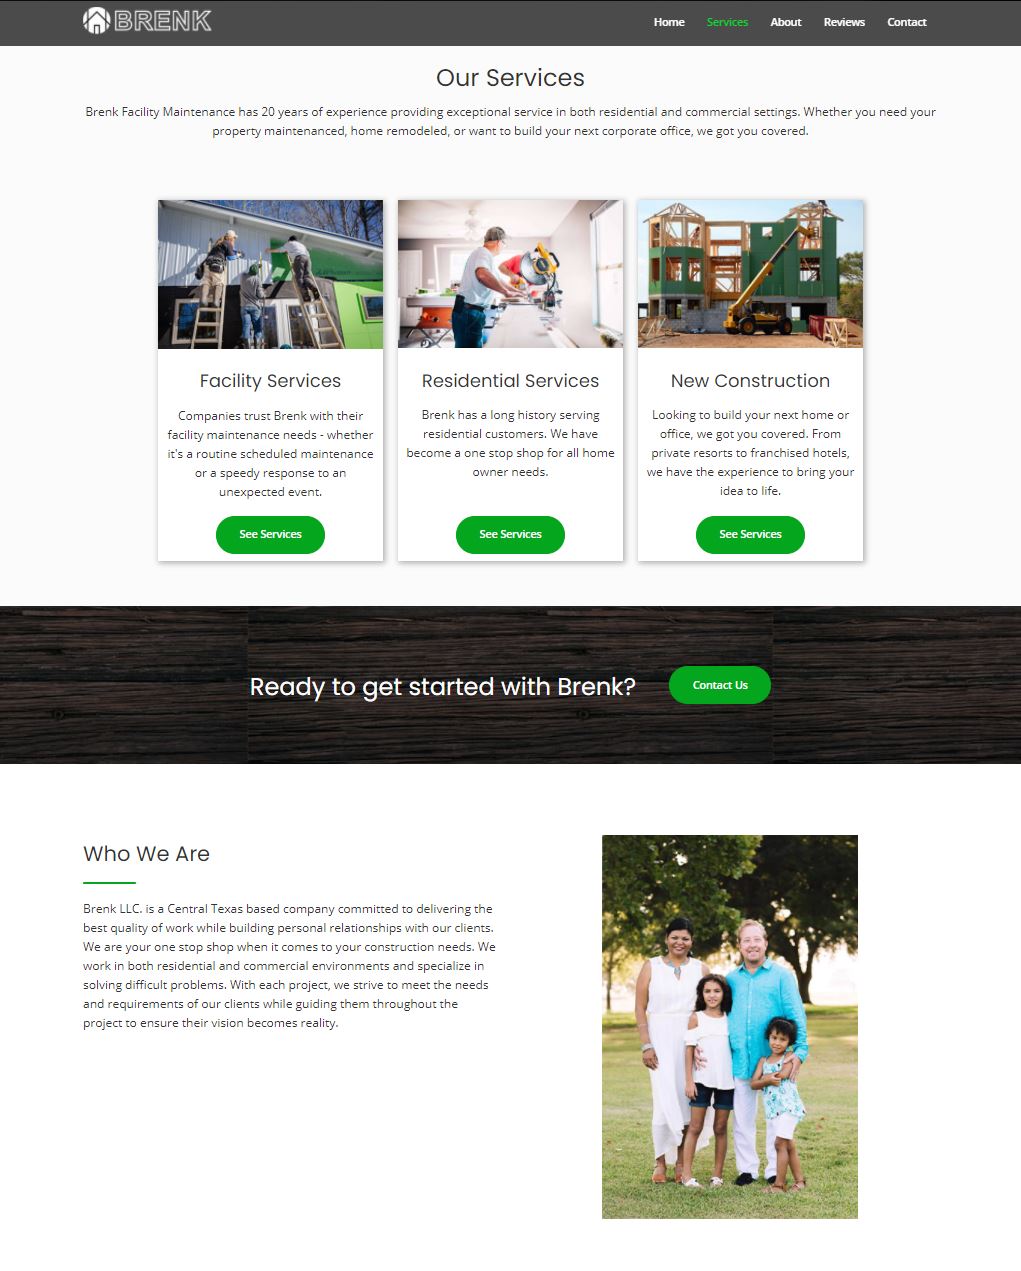 BRENK
Home Services About Reviews Contact
Our Services
Brenk Facility Maintenance has 20 years of experience providing exceptional service in both residential and commercial settings. Whether you need your
property maintenanced, home remodeled, or want to build your next corporate office, we got you covered.
Facility Services
Companies trust Brenk with their
facility maintenance needs - whether
it's a routine scheduled maintenance
or a speedy response to an
unexpected event.
See Services
Residential Services
Brenk has a long history serving
residential customers. We have
become a one stop shop for all home
owner needs.
See Services
New Construction
Looking to build your next home or
office, we got you covered. From
private resorts to franchised hotels,
we have the experience to bring your
idea to life.
See Services
Ready to get started with Brenk?
Contact Us
Who We Are
Brenk LLC. is a Central Texas based company committed to delivering the
best quality of work while building personal relationships with our clients.
We are your one stop shop when it comes to your construction needs. We
work in both residential and commercial environments and specialize in
solving difficult problems. With each project, we strive to meet the needs
and requirements of our clients while guiding them throughout the
project to ensure their vision becomes reality.